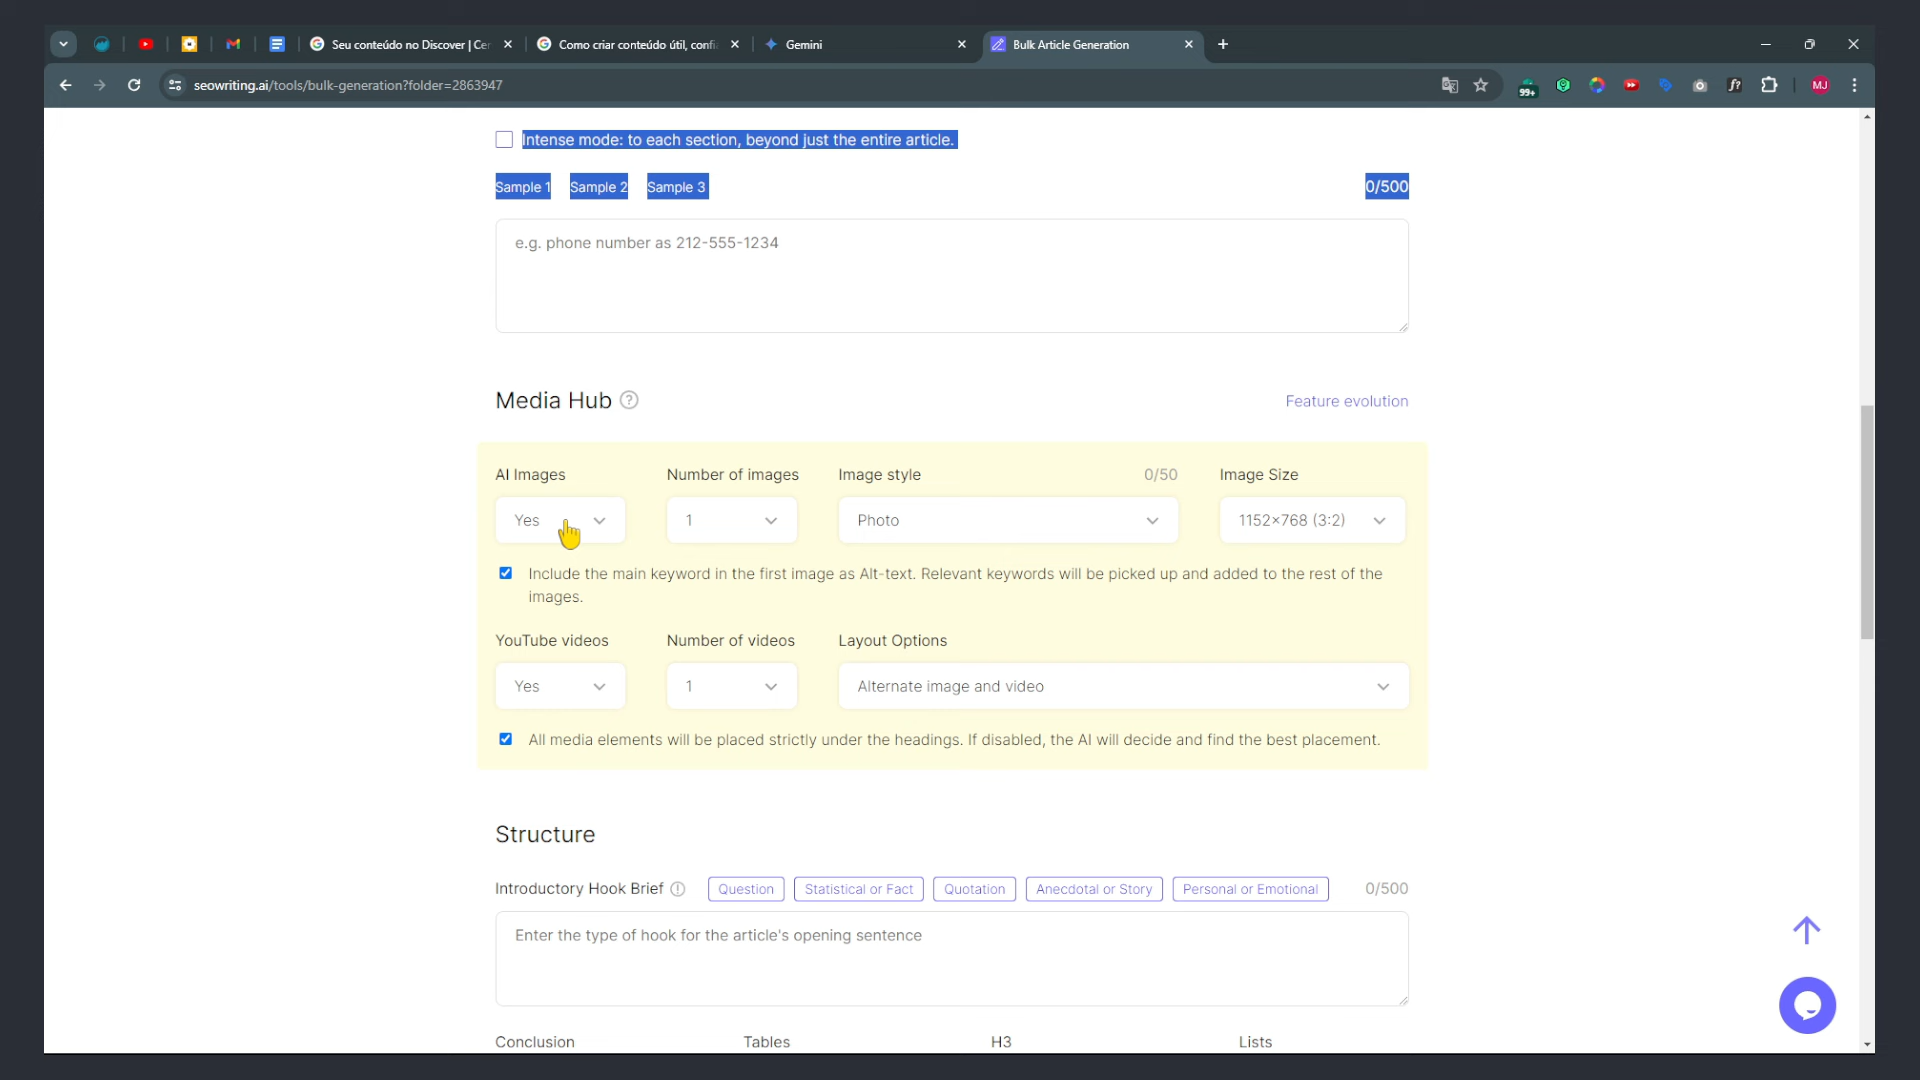 Seu conteúdo no Discover | Cer
Como criar conteúdo útil, confi
Gemini
Bulk Article Generation
seowriting.ai/tools/bulk-generation?folder=2863947
99+
f?
MJ
Intense mode: to each section, beyond just the entire article.
Sample 1 Sample 2 Sample 3 0/500
e.g. phone number as 212-555-1234
Media Hub ?
Feature evolution
AI Images Number of images Image style 0/50 Image Size
Yes 1 Photo 1152×768 (3:2)
Include the main keyword in the first image as Alt-text. Relevant keywords will be picked up and added to the rest of the
images.
YouTube videos Number of videos Layout Options
Yes 1 Alternate image and video
All media elements will be placed strictly under the headings. If disabled, the AI will decide and find the best placement.
Structure
Introductory Hook Brief Question Statistical or Fact Quotation Anecdotal or Story Personal or Emotional 0/500
Enter the type of hook for the article's opening sentence
Conclusion Tables H3 Lists